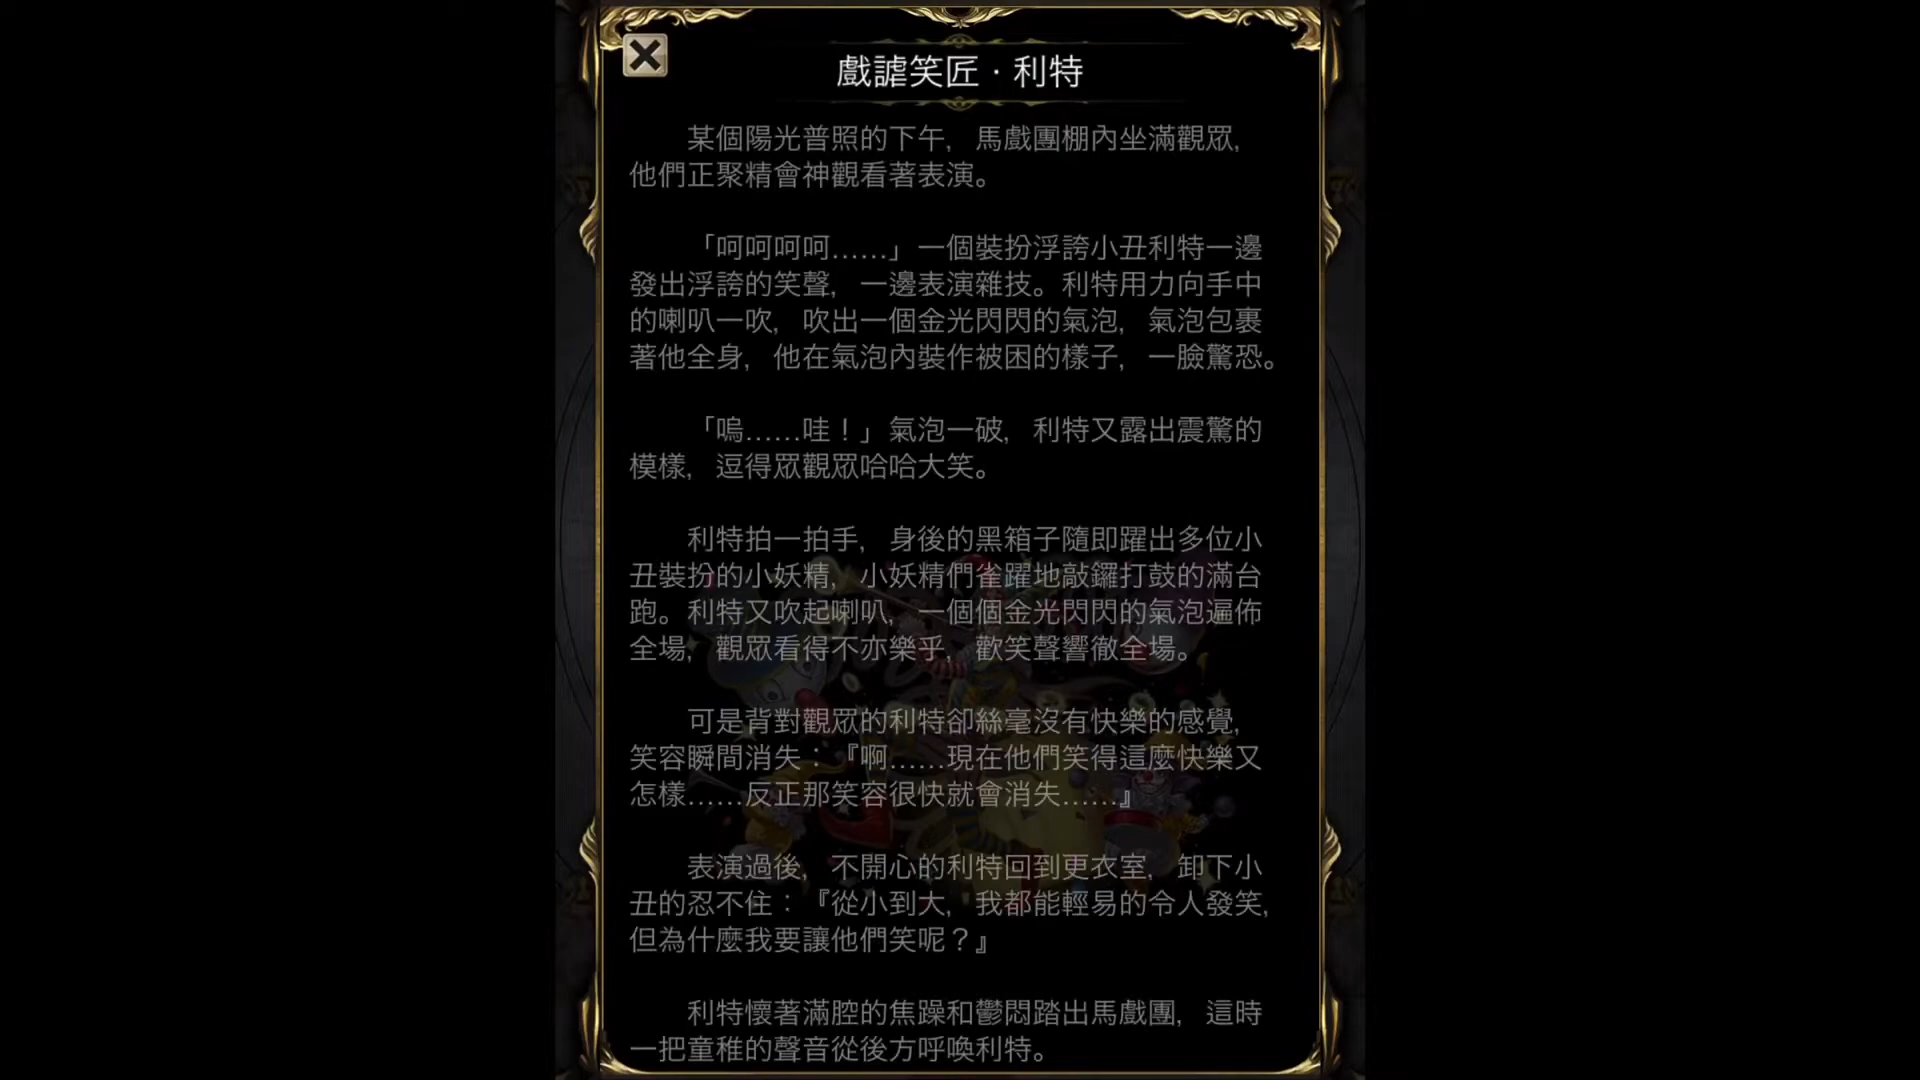 戲謔笑匠．利特
某個陽光普照的下午，馬戲團棚內坐滿觀眾，
他們正聚精會神觀看著表演。
「呵呵呵呵……」一個裝扮浮誇小丑利特一邊
發出浮誇的笑聲，一邊表演雜技。利特用力向手中
的喇叭一吹，吹出一個金光閃閃的氣泡，氣泡包裹
著他全身，他在氣泡內裝作被困的樣子，一臉驚恐。
「嗚……哇！」氣泡一破，利特又露出震驚的
模樣，逗得眾觀眾哈哈大笑。
利特拍一拍手，身後的黑箱子隨即躍出多位小
丑裝扮的小妖精，小妖精們雀躍地敲鑼打鼓的滿台
跑。利特又吹起喇叭，一個個金光閃閃的氣泡遍佈
全場，觀眾看得不亦樂乎，歡笑聲響徹全場。
可是背對觀眾的利特卻絲毫沒有快樂的感覺，
笑容瞬間消失：『啊……現在他們笑得這麼快樂又
怎樣……反正那笑容很快就會消失……』
表演過後，不開心的利特回到更衣室，卸下小
丑的忍不住：『從小到大，我都能輕易的令人發笑，
但為什麼我要讓他們笑呢？』
利特懷著滿腔的焦躁和鬱悶踏出馬戲團，這時
一把童稚的聲音從後方呼喚利特。